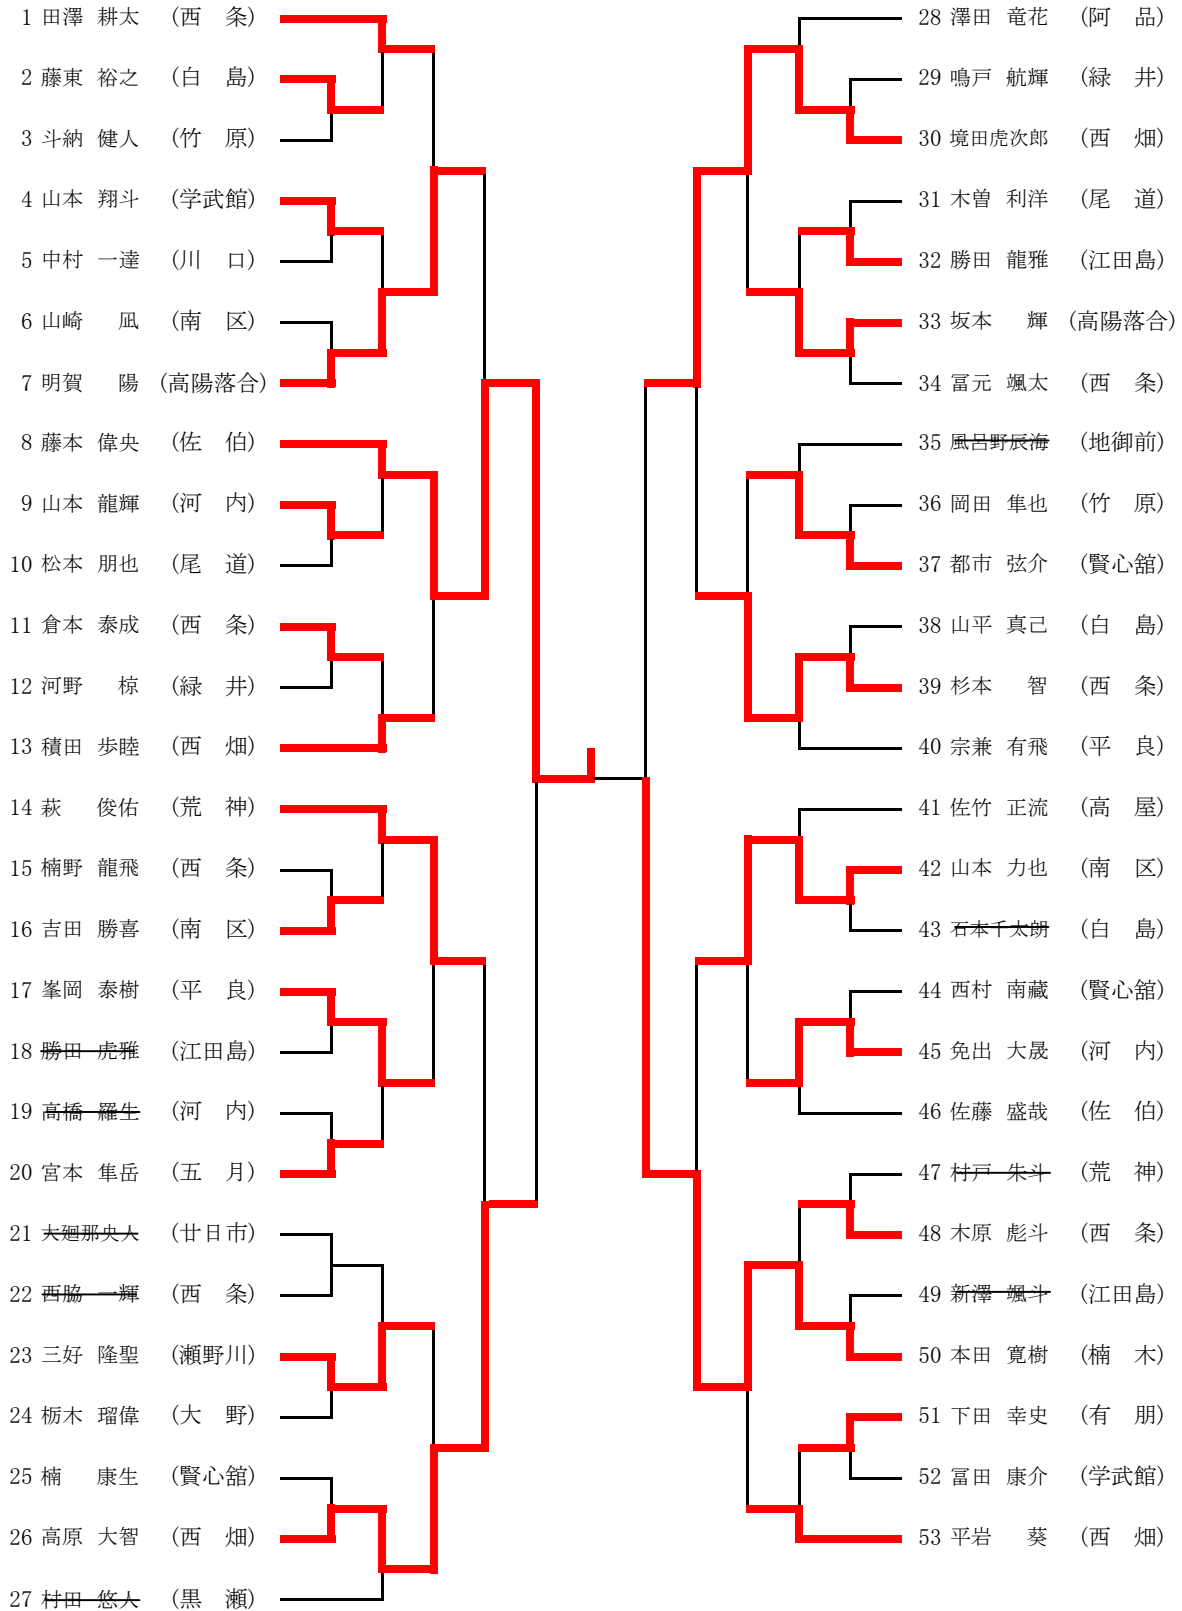 1 田澤 耕太 (西 条)
2 藤東 裕之 (白 島)
3 斗納 健人 (竹 原)
4 山本 翔斗 (学武館)
5 中村 一達 (川 口)
6 山崎 凪 (南 区)
7 明賀 陽 (高陽落合)
8 藤本 偉央 (佐 伯)
9 山本 龍輝 (河 内)
10 松本 朋也 (尾 道)
11 倉本 泰成 (西 条)
12 河野 椋 (緑 井)
13 積田 歩睦 (西 畑)
14 萩 俊佑 (荒 神)
15 楠野 龍飛 (西 条)
16 吉田 勝喜 (南 区)
17 峯岡 泰樹 (平 良)
18 勝田 虎雅 (江田島)
19 高橋 羅生 (河 内)
20 宮本 隼岳 (五 月)
21 大廻那央人 (廿日市)
22 西脇 一輝 (西 条)
23 三好 隆聖 (瀬野川)
24 栃木 瑠偉 (大 野)
25 楠 康生 (賢心舘)
26 高原 大智 (西 畑)
27 村田 悠人 (黒 瀬)
28 澤田 竜花 (阿 品)
29 鳴戸 航輝 (緑 井)
30 境田虎次郎 (西 畑)
31 木曽 利洋 (尾 道)
32 勝田 龍雅 (江田島)
33 坂本 輝 (高陽落合)
34 冨元 颯太 (西 条)
35 風呂野辰海 (地御前)
36 岡田 隼也 (竹 原)
37 都市 弦介 (賢心舘)
38 山平 真己 (白 島)
39 杉本 智 (西 条)
40 宗兼 有飛 (平 良)
41 佐竹 正流 (高 屋)
42 山本 力也 (南 区)
43 石本千太朗 (白 島)
44 西村 南蔵 (賢心舘)
45 免出 大晟 (河 内)
46 佐藤 盛哉 (佐 伯)
47 村戸 朱斗 (荒 神)
48 木原 彪斗 (西 条)
49 新澤 颯斗 (江田島)
50 本田 寛樹 (楠 木)
51 下田 幸史 (有 朋)
52 冨田 康介 (学武館)
53 平岩 葵 (西 畑)